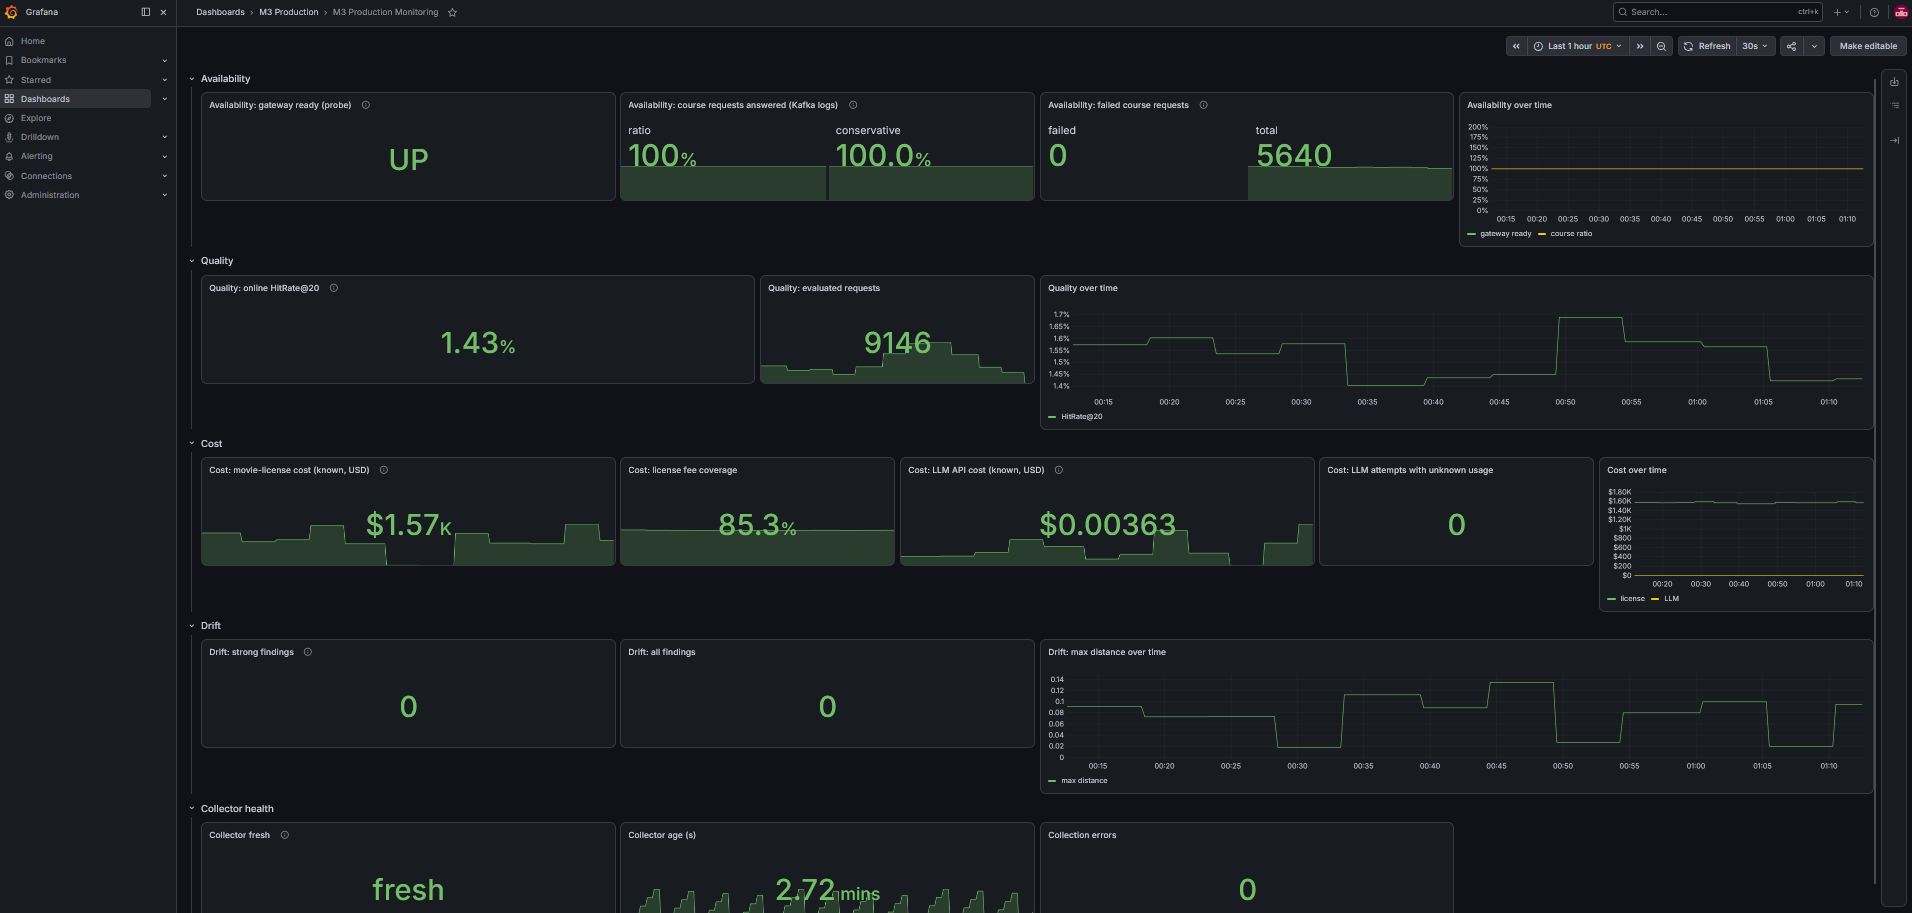 Grafana
Dashboards › M3 Production › M3 Production Monitoring
Search... ctrl+k
Home
Bookmarks
Starred
Dashboards
Explore
Drilldown
Alerting
Connections
Administration
Last 1 hour UTC
Refresh 30s
Make editable
Availability
Availability: gateway ready (probe)
UP
Availability: course requests answered (Kafka logs)
ratio conservative
100% 100.0%
Availability: failed course requests
failed total
0 5640
Availability over time
200%
175%
150%
125%
100%
75%
50%
25%
0%
00:15 00:20 00:25 00:30 00:35 00:40 00:45 00:50 00:55 01:00 01:05 01:10
gateway ready course ratio
Quality
Quality: online HitRate@20
1.43%
Quality: evaluated requests
9146
Quality over time
1.7%
1.65%
1.6%
1.55%
1.5%
1.45%
1.4%
00:15 00:20 00:25 00:30 00:35 00:40 00:45 00:50 00:55 01:00 01:05 01:10
HitRate@20
Cost
Cost: movie-license cost (known, USD)
$1.57K
Cost: license fee coverage
85.3%
Cost: LLM API cost (known, USD)
$0.00363
Cost: LLM attempts with unknown usage
0
Cost over time
$1.80K
$1.60K
$1.40K
$1.20K
$1K
$800
$600
$400
$200
$0
00:20 00:30 00:40 00:50 01:00 01:10
license LLM
Drift
Drift: strong findings
0
Drift: all findings
0
Drift: max distance over time
0.14
0.12
0.1
0.08
0.06
0.04
0.02
0
00:15 00:20 00:25 00:30 00:35 00:40 00:45 00:50 00:55 01:00 01:05 01:10
max distance
Collector health
Collector fresh
fresh
Collector age (s)
2.72 mins
Collection errors
0